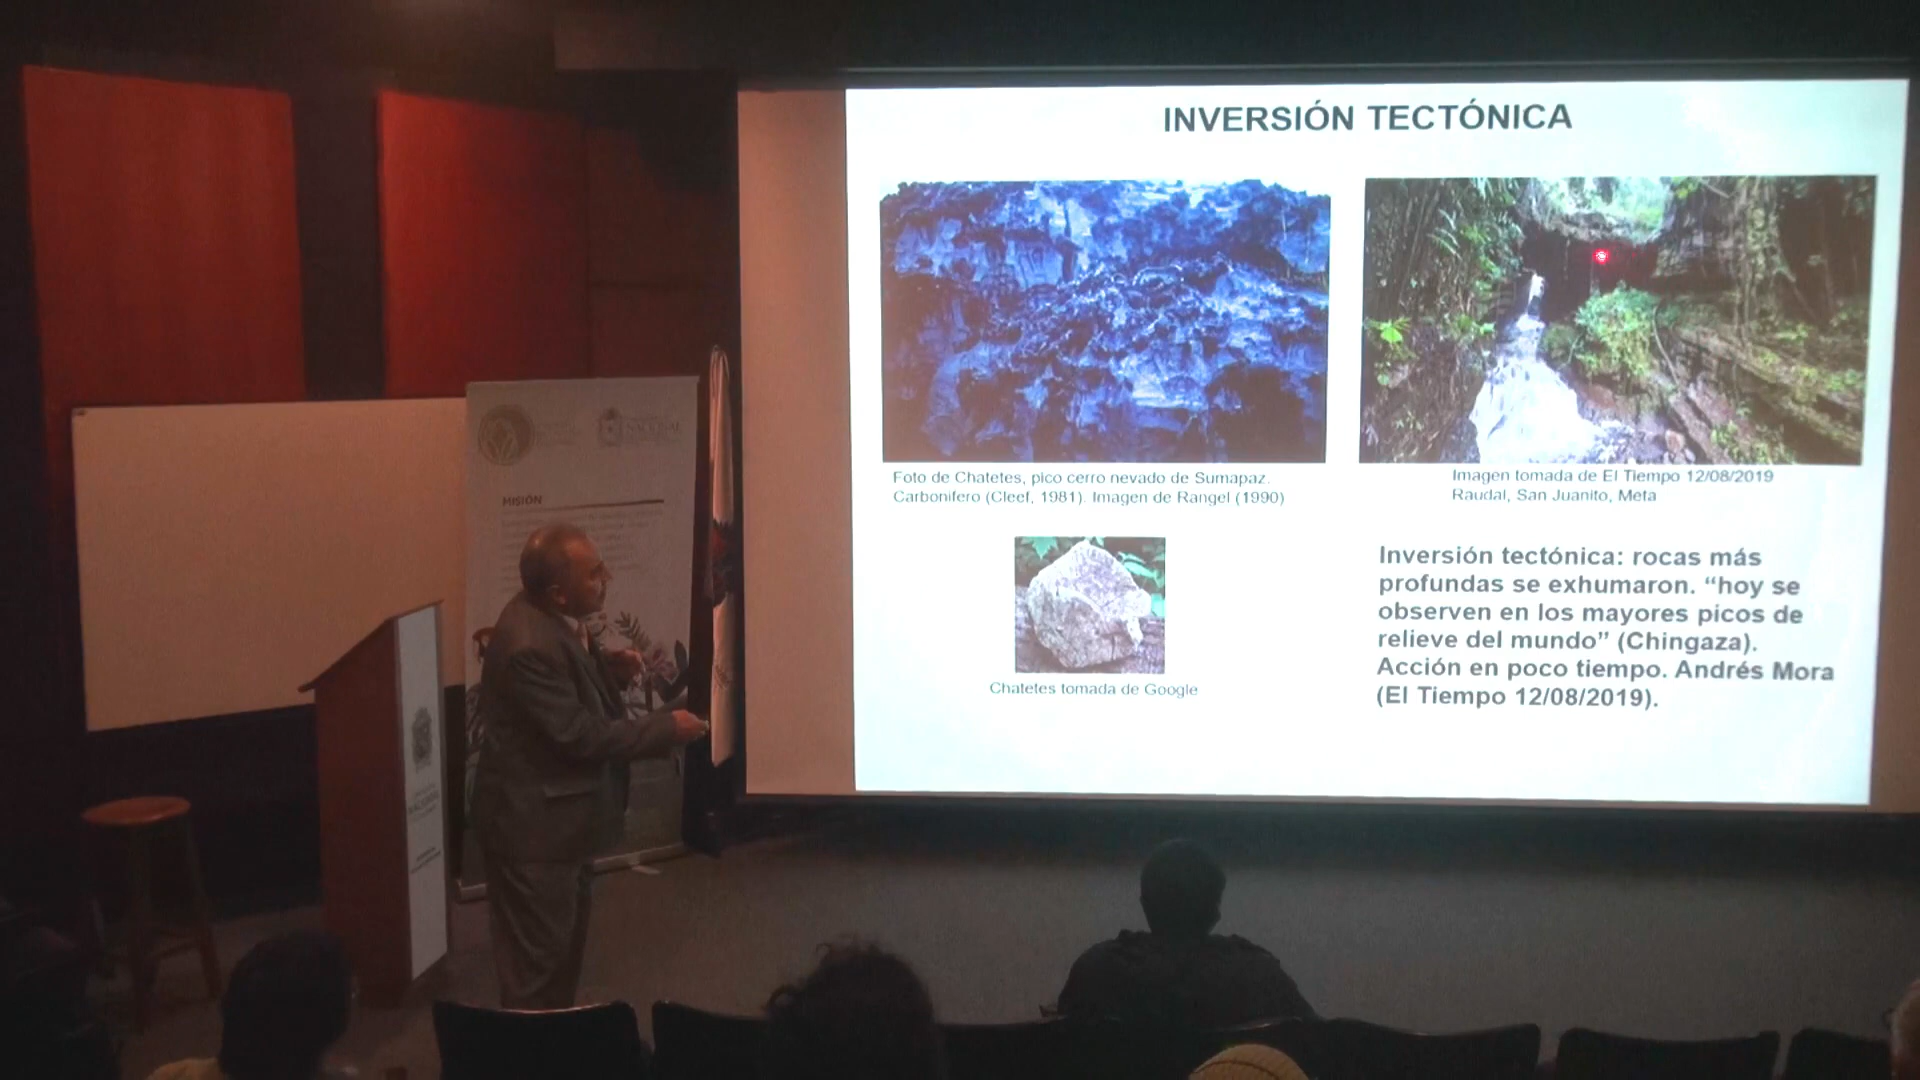 INVERSIÓN TECTÓNICA
Foto de Chatetes, pico cerro nevado de Sumapaz.
Carbonifero (Cleef, 1981). Imagen de Rangel (1990)
Imagen tomada de El Tiempo 12/08/2019
Raudal, San Juanito, Meta
Chatetes tomada de Google
Inversión tectónica: rocas más
profundas se exhumaron. “hoy se
observen en los mayores picos de
relieve del mundo” (Chingaza).
Acción en poco tiempo. Andrés Mora
(El Tiempo 12/08/2019).
NACIONAL
MISIÓN
NACIONAL